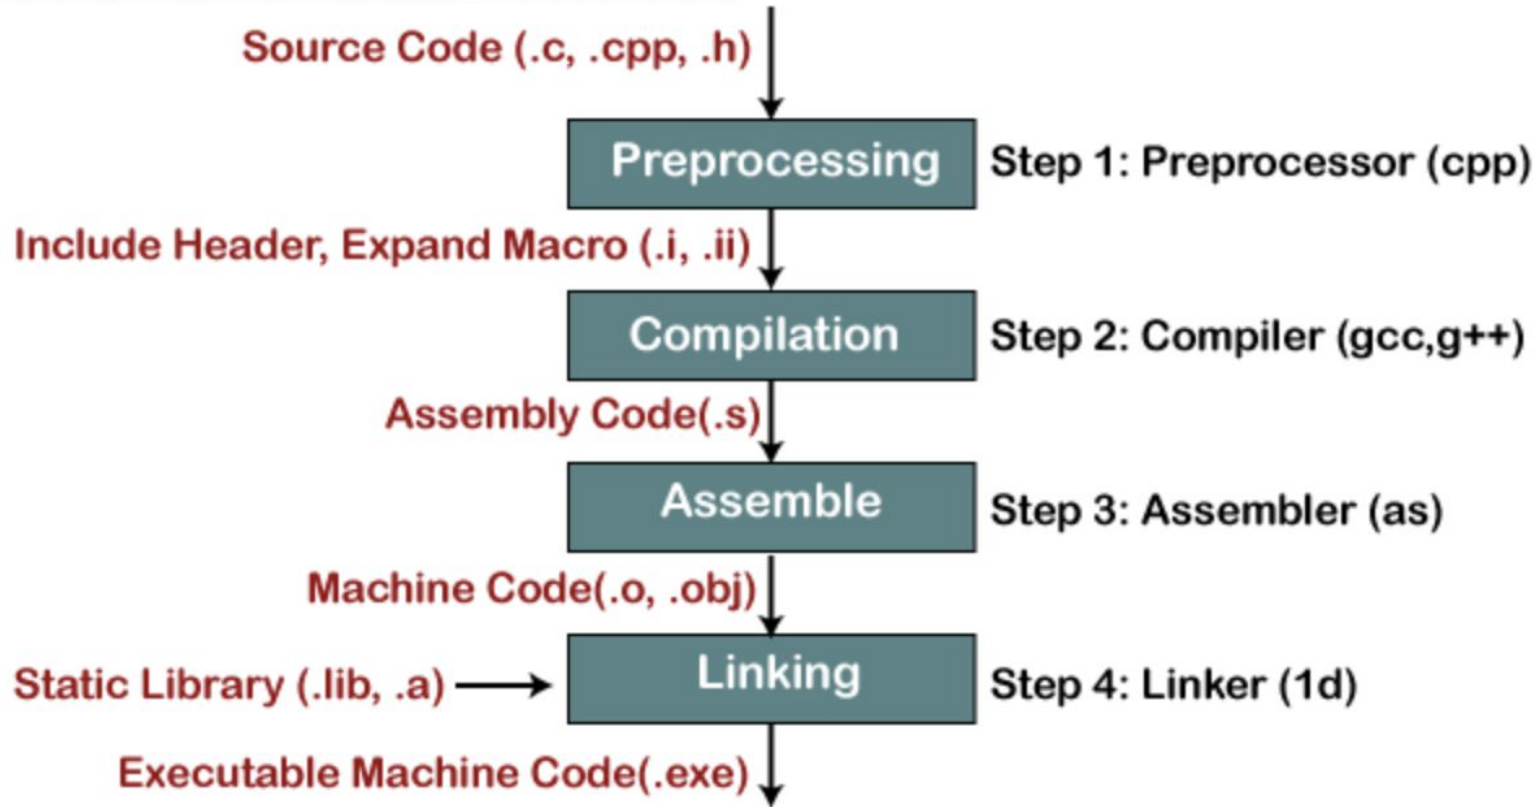 Source Code (.c, .cpp, .h)
Preprocessing
Step 1: Preprocessor (cpp)
Include Header, Expand Macro (.i, .ii)
Compilation
Step 2: Compiler (gcc,g++)
Assembly Code(.s)
Assemble
Step 3: Assembler (as)
Machine Code(.o, .obj)
Static Library (.lib, .a)
Linking
Step 4: Linker (1d)
Executable Machine Code(.exe)